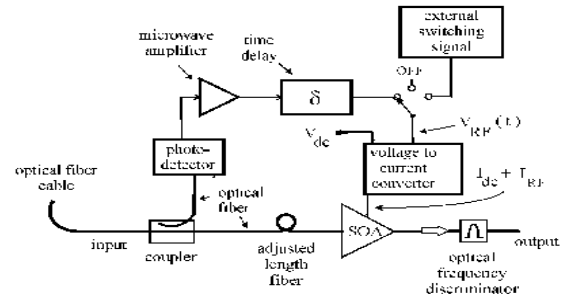 external
switching
signal
microwave
amplifier
time
delay
OFF
δ
V_RF (t)
V_dc
photo-
detector
voltage to
current
converter
optical fiber
cable
optical
fiber
I_dc + I_RF
SOA
input
coupler
adjusted
length
fiber
output
optical
frequency
discriminator